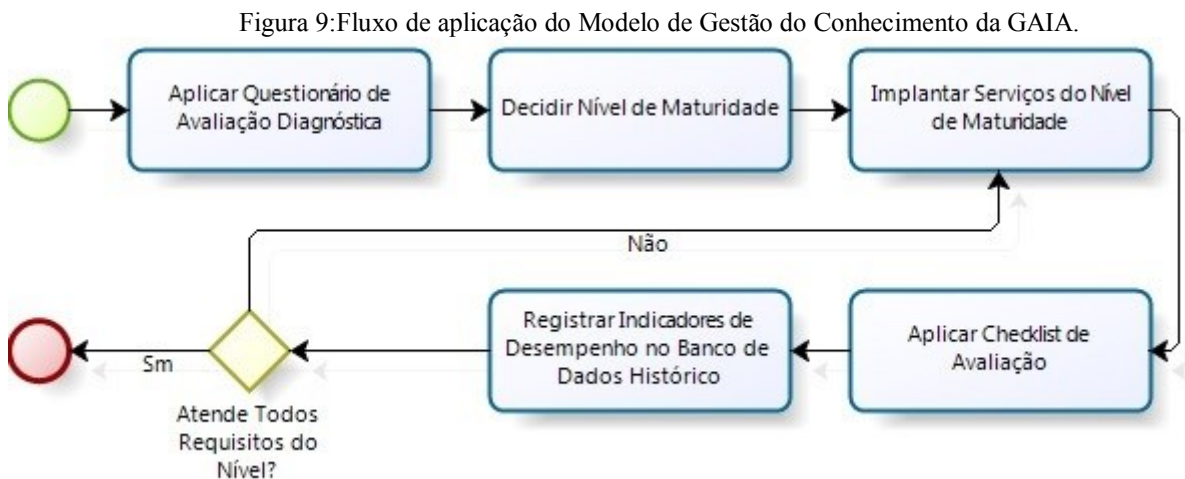 Figura 9:Fluxo de aplicação do Modelo de Gestão do Conhecimento da GAIA.
Aplicar Questionário de
Avaliação Diagnóstica
Decidir Nível de Maturidade
Implantar Serviços do Nível
de Maturidade
Não
Registrar Indicadores de
Desempenho no Banco de
Dados Histórico
Aplicar Checklist de
Avaliação
Sm
Atende Todos
Requisitos do
Nível?